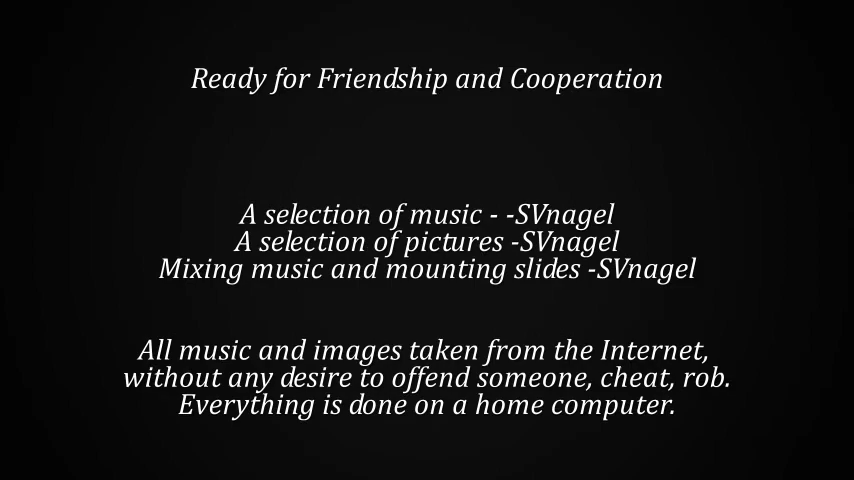 Ready for Friendship and Cooperation
A selection of music - -SVnagel
A selection of pictures -SVnagel
Mixing music and mounting slides -SVnagel
All music and images taken from the Internet,
without any desire to offend someone, cheat, rob.
Everything is done on a home computer.